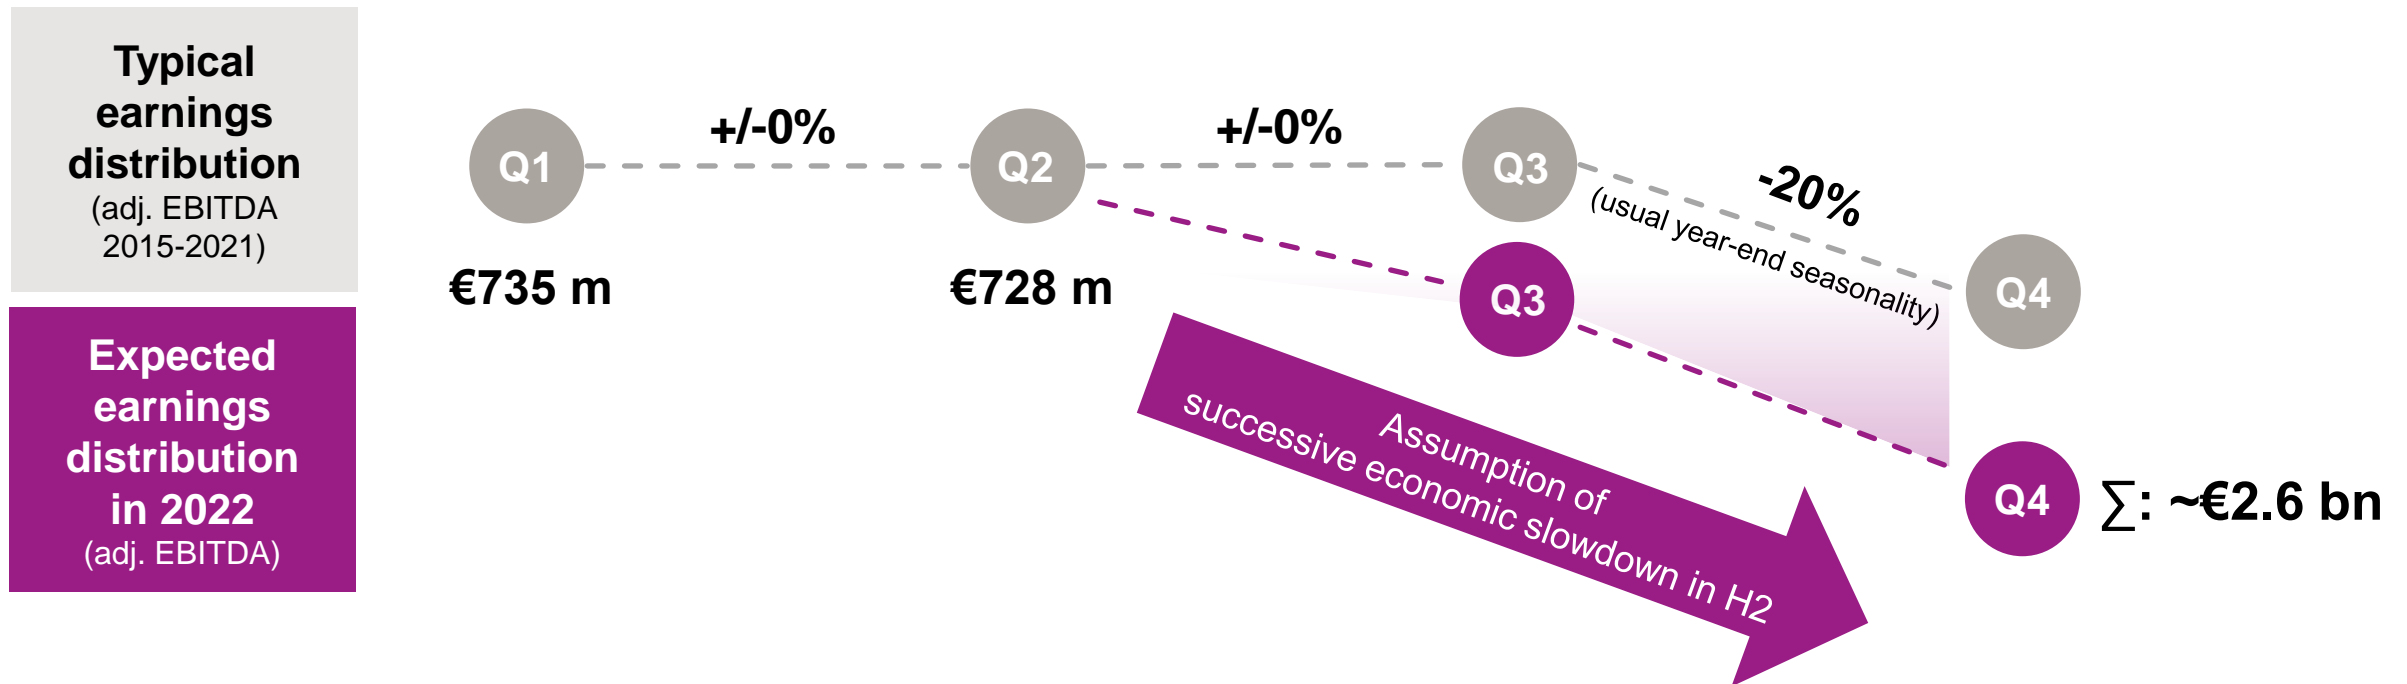 Typical
earnings
distribution
(adj. EBITDA
2015-2021)
Expected
earnings
distribution
in 2022
(adj. EBITDA)
Q1
+/-0%
Q2
+/-0%
Q3
-20%
(usual year-end seasonality)
Q4
€735 m
€728 m
Q3
Assumption of
successive economic slowdown in H2
Q4
∑: ~€2.6 bn